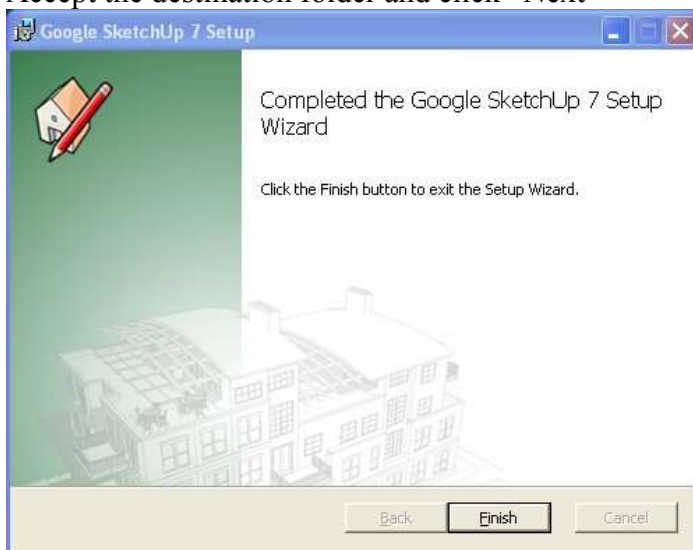 Accept the destination folder and click "Next"
Google SketchUp 7 Setup
Completed the Google SketchUp 7 Setup
Wizard
Click the Finish button to exit the Setup Wizard.
Back Finish Cancel